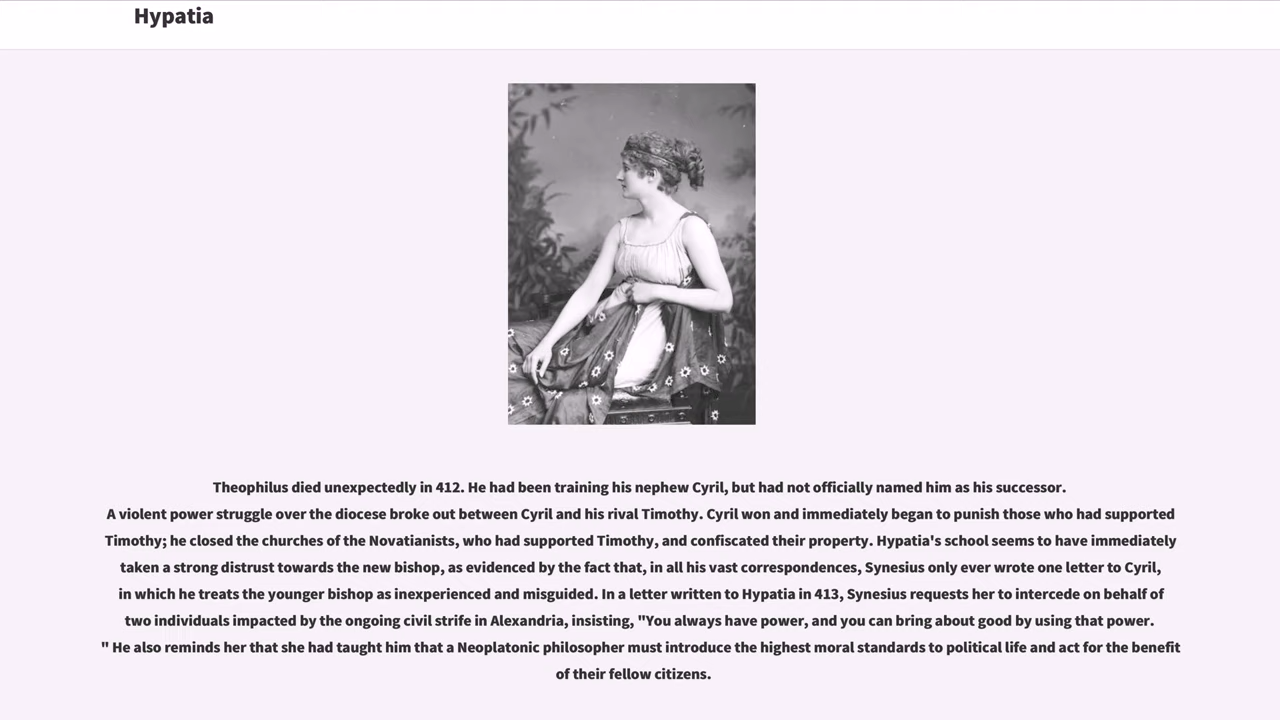 Hypatia
Theophilus died unexpectedly in 412. He had been training his nephew Cyril, but had not officially named him as his successor.
A violent power struggle over the diocese broke out between Cyril and his rival Timothy. Cyril won and immediately began to punish those who had supported
Timothy; he closed the churches of the Novatianists, who had supported Timothy, and confiscated their property. Hypatia's school seems to have immediately
taken a strong distrust towards the new bishop, as evidenced by the fact that, in all his vast correspondences, Synesius only ever wrote one letter to Cyril,
in which he treats the younger bishop as inexperienced and misguided. In a letter written to Hypatia in 413, Synesius requests her to intercede on behalf of
two individuals impacted by the ongoing civil strife in Alexandria, insisting, "You always have power, and you can bring about good by using that power.
" He also reminds her that she had taught him that a Neoplatonic philosopher must introduce the highest moral standards to political life and act for the benefit
of their fellow citizens.